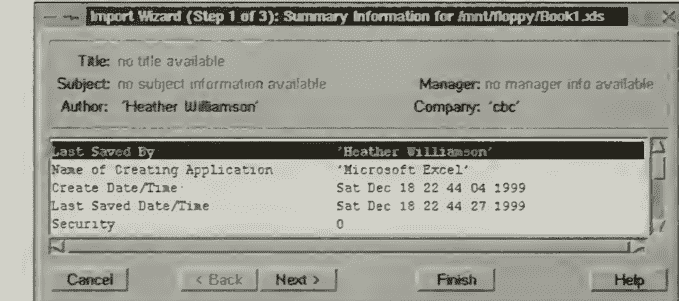 Import Wizard (Step 1 of 3): Summary Information for /mnt/floppy/Book1.xls
Title: no title available
Subject: no subject information available Manager: no manager info available
Author: 'Heather Williamson' Company: 'cbc'
Last Saved By 'Heather Williamson'
Name of Creating Application 'Microsoft Excel'
Create Date/Time Sat Dec 18 22 44 04 1999
Last Saved Date/Time Sat Dec 18 22 44 27 1999
Security 0
Cancel < Back Next > Finish Help